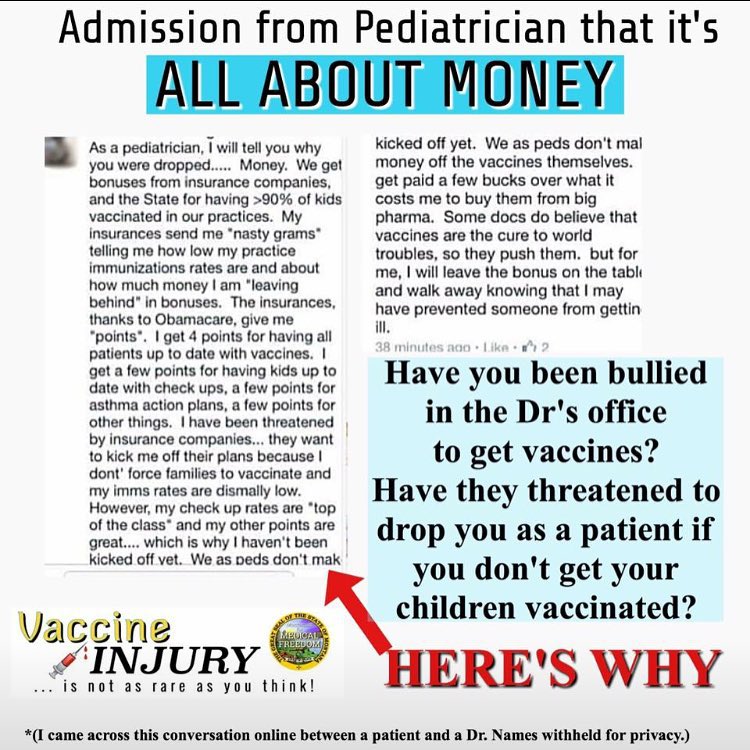 Admission from Pediatrician that it's
ALL ABOUT MONEY
As a pediatrician, I will tell you why
you were dropped..... Money. We get
bonuses from insurance companies,
and the State for having >90% of kids
vaccinated in our practices. My
insurances send me "nasty grams"
telling me how low my practice
immunizations rates are and about
how much money I am "leaving
behind" in bonuses. The insurances,
thanks to Obamacare, give me
"points". I get 4 points for having all
patients up to date with vaccines. I
get a few points for having kids up to
date with check ups, a few points for
asthma action plans, a few points for
other things. I have been threatened
by insurance companies... they want
to kick me off their plans because I
dont' force families to vaccinate and
my imms rates are dismally low.
However, my check up rates are "top
of the class" and my other points are
great.... which is why I haven't been
kicked off yet. We as peds don't mak
kicked off yet. We as peds don't mal
money off the vaccines themselves.
get paid a few bucks over what it
costs me to buy them from big
pharma. Some docs do believe that
vaccines are the cure to world
troubles, so they push them. but for
me, I will leave the bonus on the table
and walk away knowing that I may
have prevented someone from gettin
ill.
38 minutes ago • Like • 2
Have you been bullied
in the Dr's office
to get vaccines?
Have they threatened to
drop you as a patient if
you don't get your
children vaccinated?
HERE'S WHY
Vaccine
INJURY
... is not as rare as you think!
MEDICAL
FREEDOM
*(I came across this conversation online between a patient and a Dr. Names withheld for privacy.)